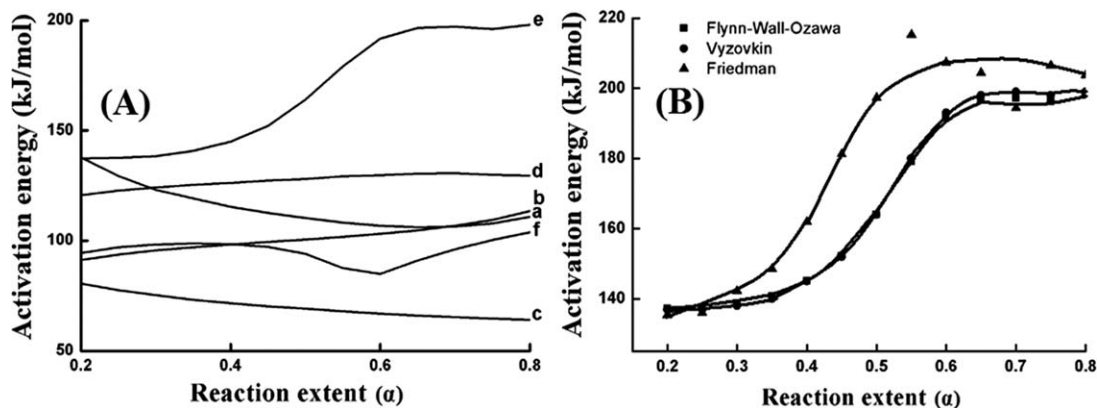 200
150
100
50
Activation energy (kJ/mol)
(A)
e
d
b
a
f
c
0.2 0.4 0.6 0.8
Reaction extent (α)
220
200
180
160
140
Activation energy (kJ/mol)
Flynn-Wall-Ozawa
Vyzovkin
Friedman
(B)
0.2 0.3 0.4 0.5 0.6 0.7 0.8
Reaction extent (α)